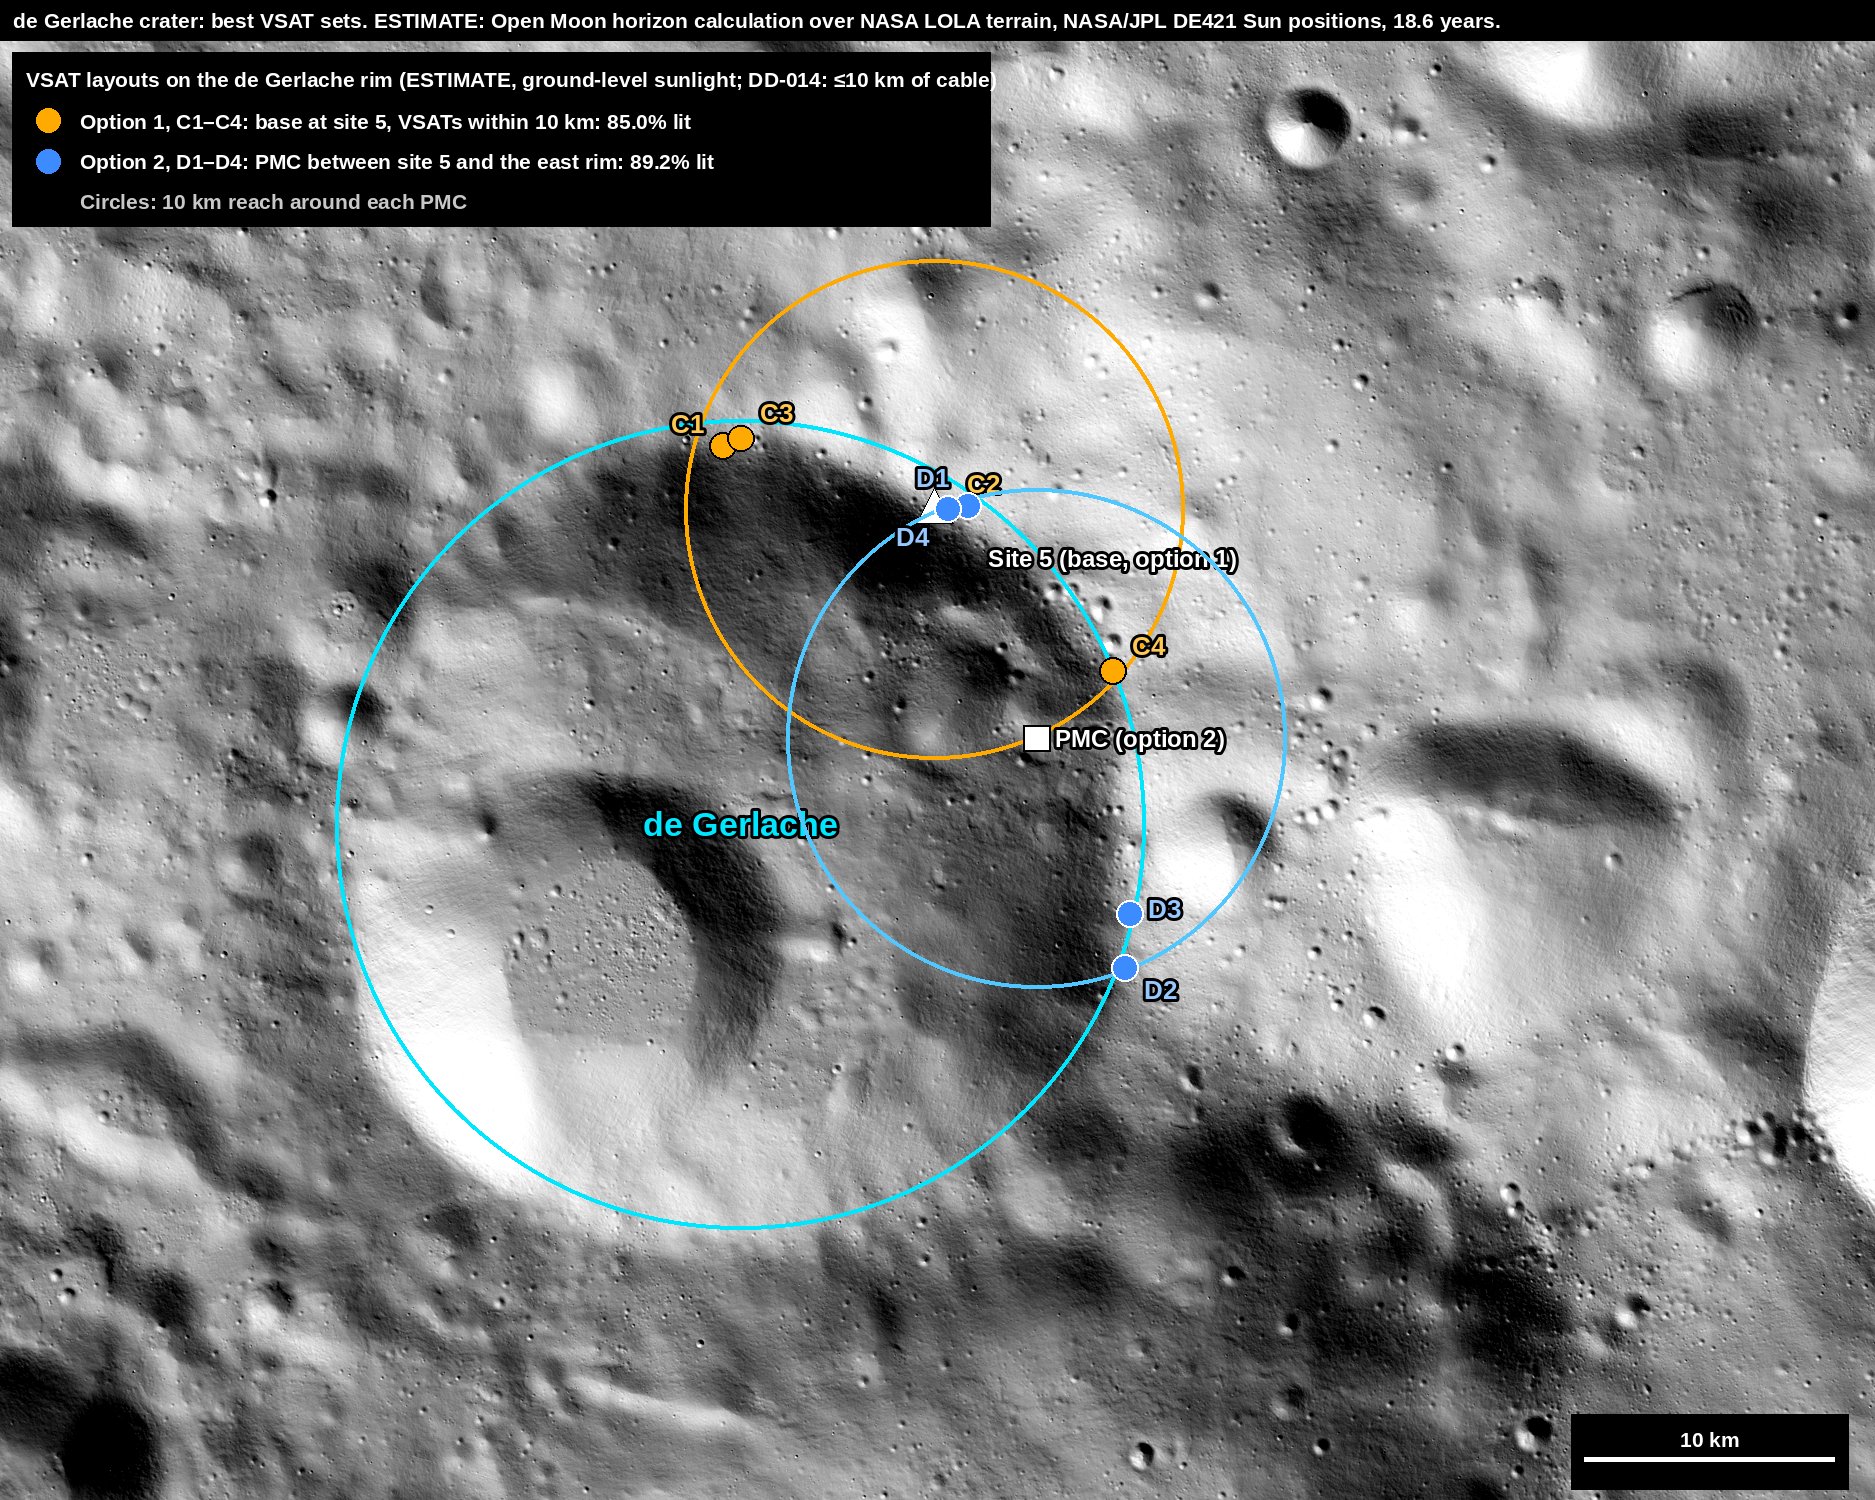 de Gerlache crater: best VSAT sets. ESTIMATE: Open Moon horizon calculation over NASA LOLA terrain, NASA/JPL DE421 Sun positions, 18.6 years.
VSAT layouts on the de Gerlache rim (ESTIMATE, ground-level sunlight; DD-014: ≤10 km of cable)
Option 1, C1–C4: base at site 5, VSATs within 10 km: 85.0% lit
Option 2, D1–D4: PMC between site 5 and the east rim: 89.2% lit
Circles: 10 km reach around each PMC
C1
C3
D1
C2
D4
Site 5 (base, option 1)
C4
PMC (option 2)
de Gerlache
D3
D2
10 km